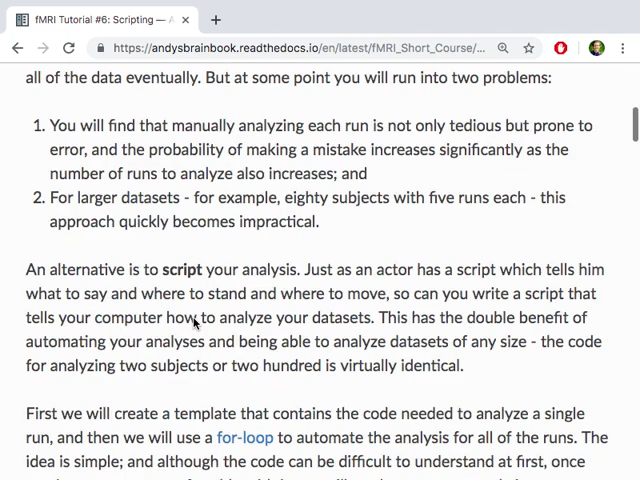 fMRI Tutorial #6: Scripting — A
https://andysbrainbook.readthedocs.io/en/latest/fMRI_Short_Course/...
all of the data eventually. But at some point you will run into two problems:
1. You will find that manually analyzing each run is not only tedious but prone to
error, and the probability of making a mistake increases significantly as the
number of runs to analyze also increases; and
2. For larger datasets - for example, eighty subjects with five runs each - this
approach quickly becomes impractical.
An alternative is to script your analysis. Just as an actor has a script which tells him
what to say and where to stand and where to move, so can you write a script that
tells your computer how to analyze your datasets. This has the double benefit of
automating your analyses and being able to analyze datasets of any size - the code
for analyzing two subjects or two hundred is virtually identical.
First we will create a template that contains the code needed to analyze a single
run, and then we will use a for-loop to automate the analysis for all of the runs. The
idea is simple; and although the code can be difficult to understand at first, once